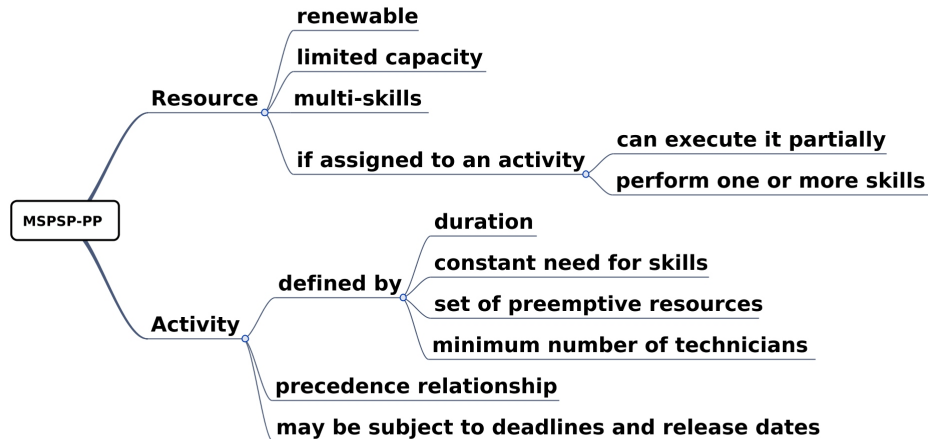 renewable
limited capacity
Resource
multi-skills
if assigned to an activity
can execute it partially
perform one or more skills
MSPSP-PP
duration
constant need for skills
defined by
set of preemptive resources
minimum number of technicians
Activity
precedence relationship
may be subject to deadlines and release dates